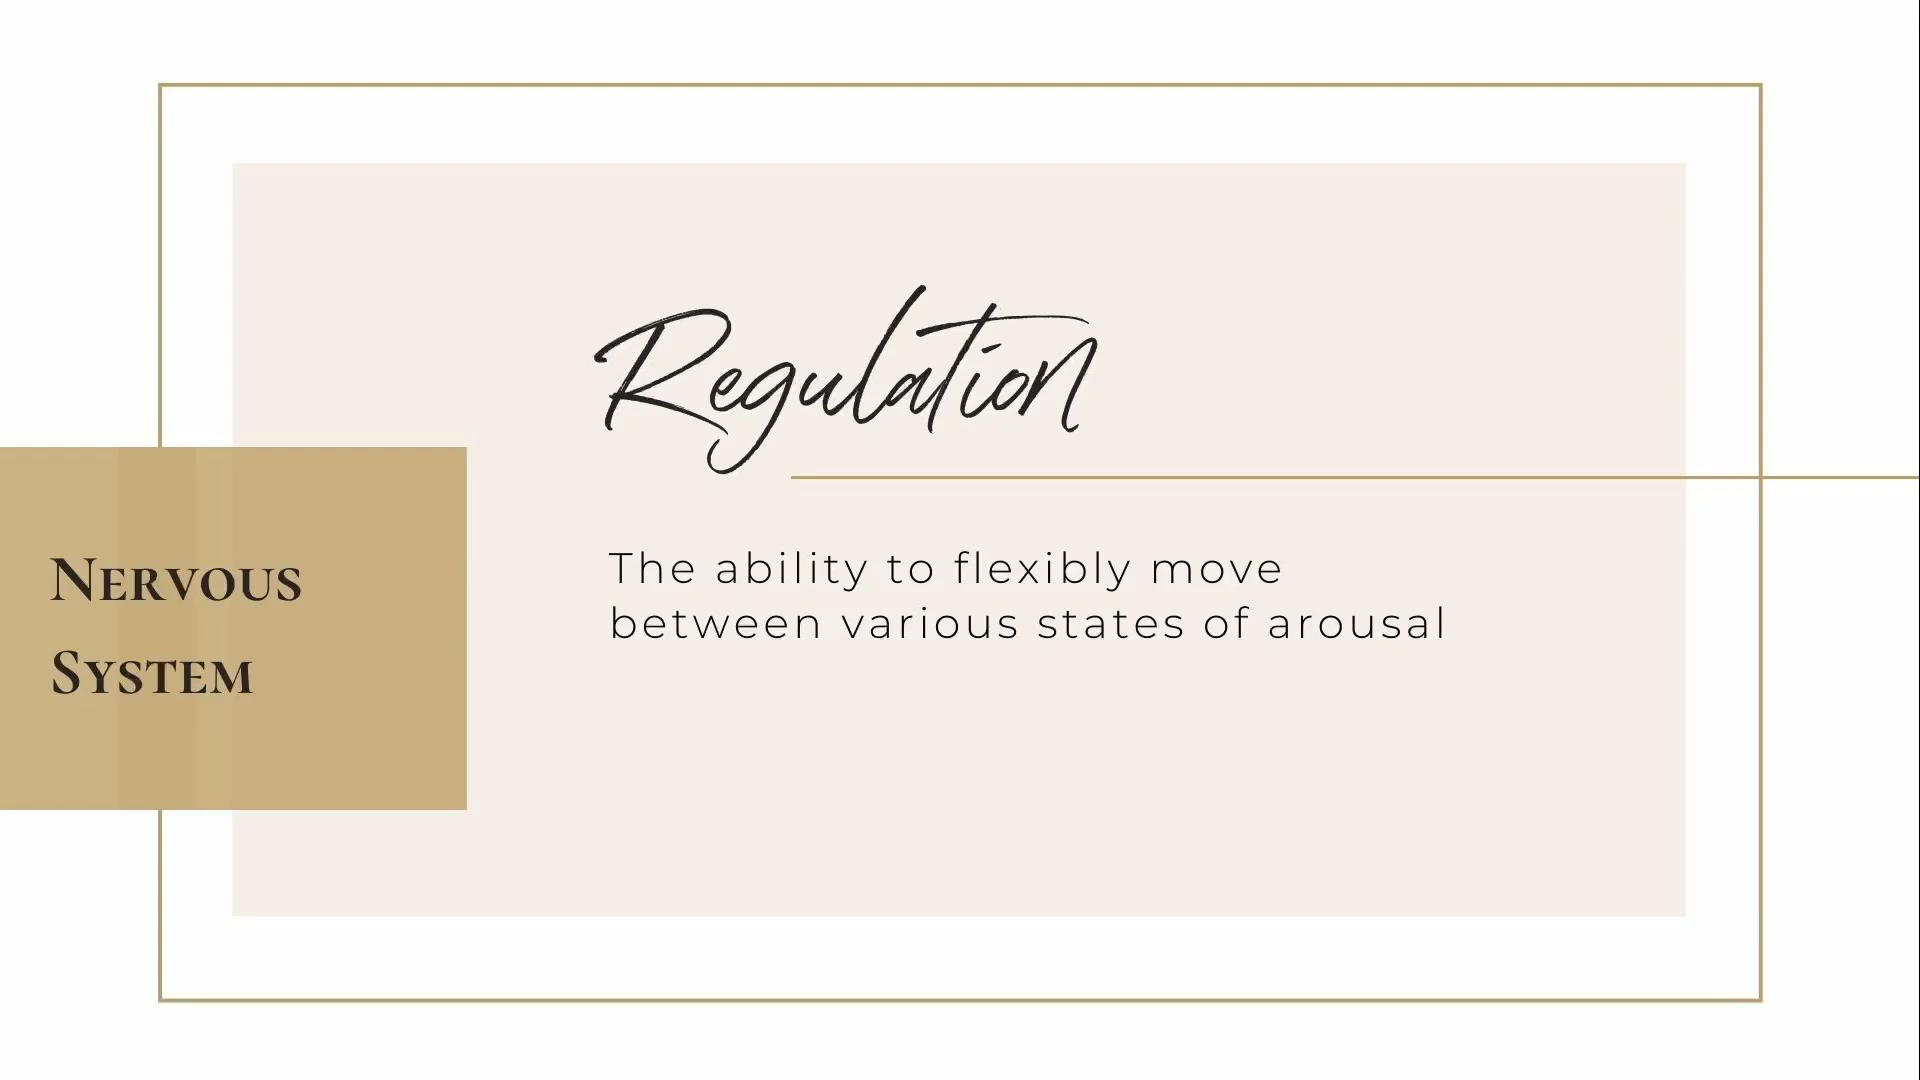 Regulation
Nervous
System
The ability to flexibly move
between various states of arousal